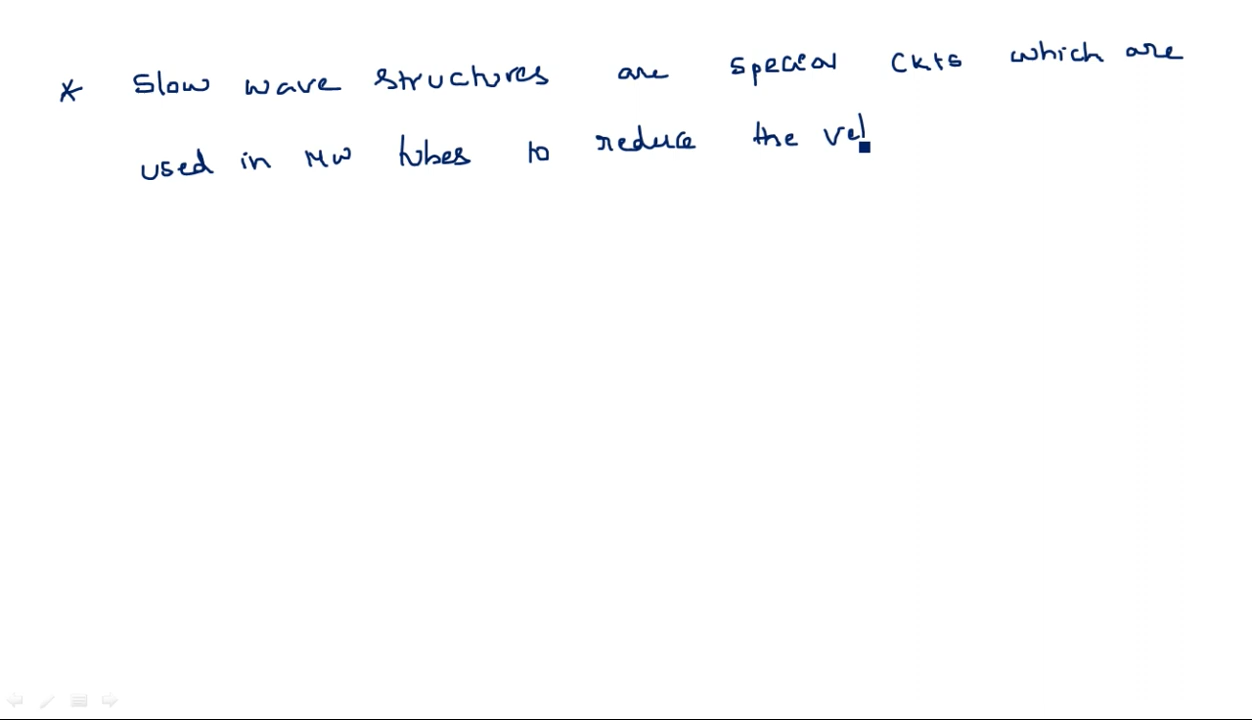 * Slow wave structures are special ckts which are
used in MW tubes to reduce the vel